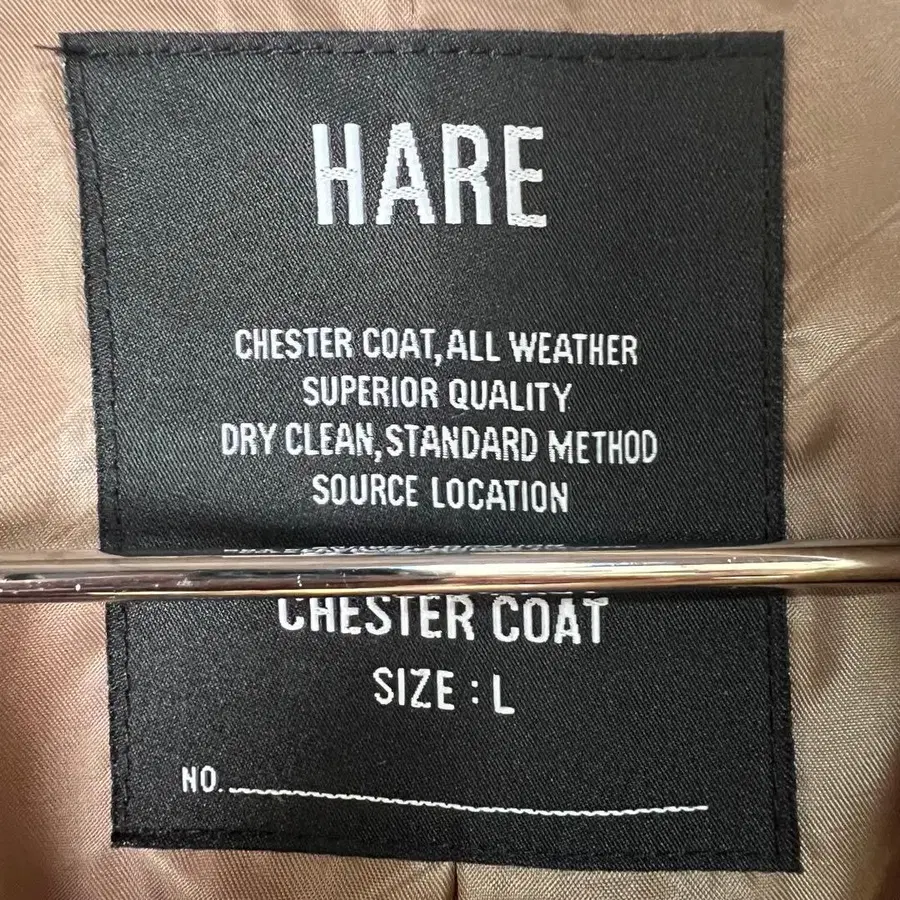 HARE
CHESTER COAT, ALL WEATHER
SUPERIOR QUALITY
DRY CLEAN, STANDARD METHOD
SOURCE LOCATION
CHESTER COAT
SIZE : L
NO.